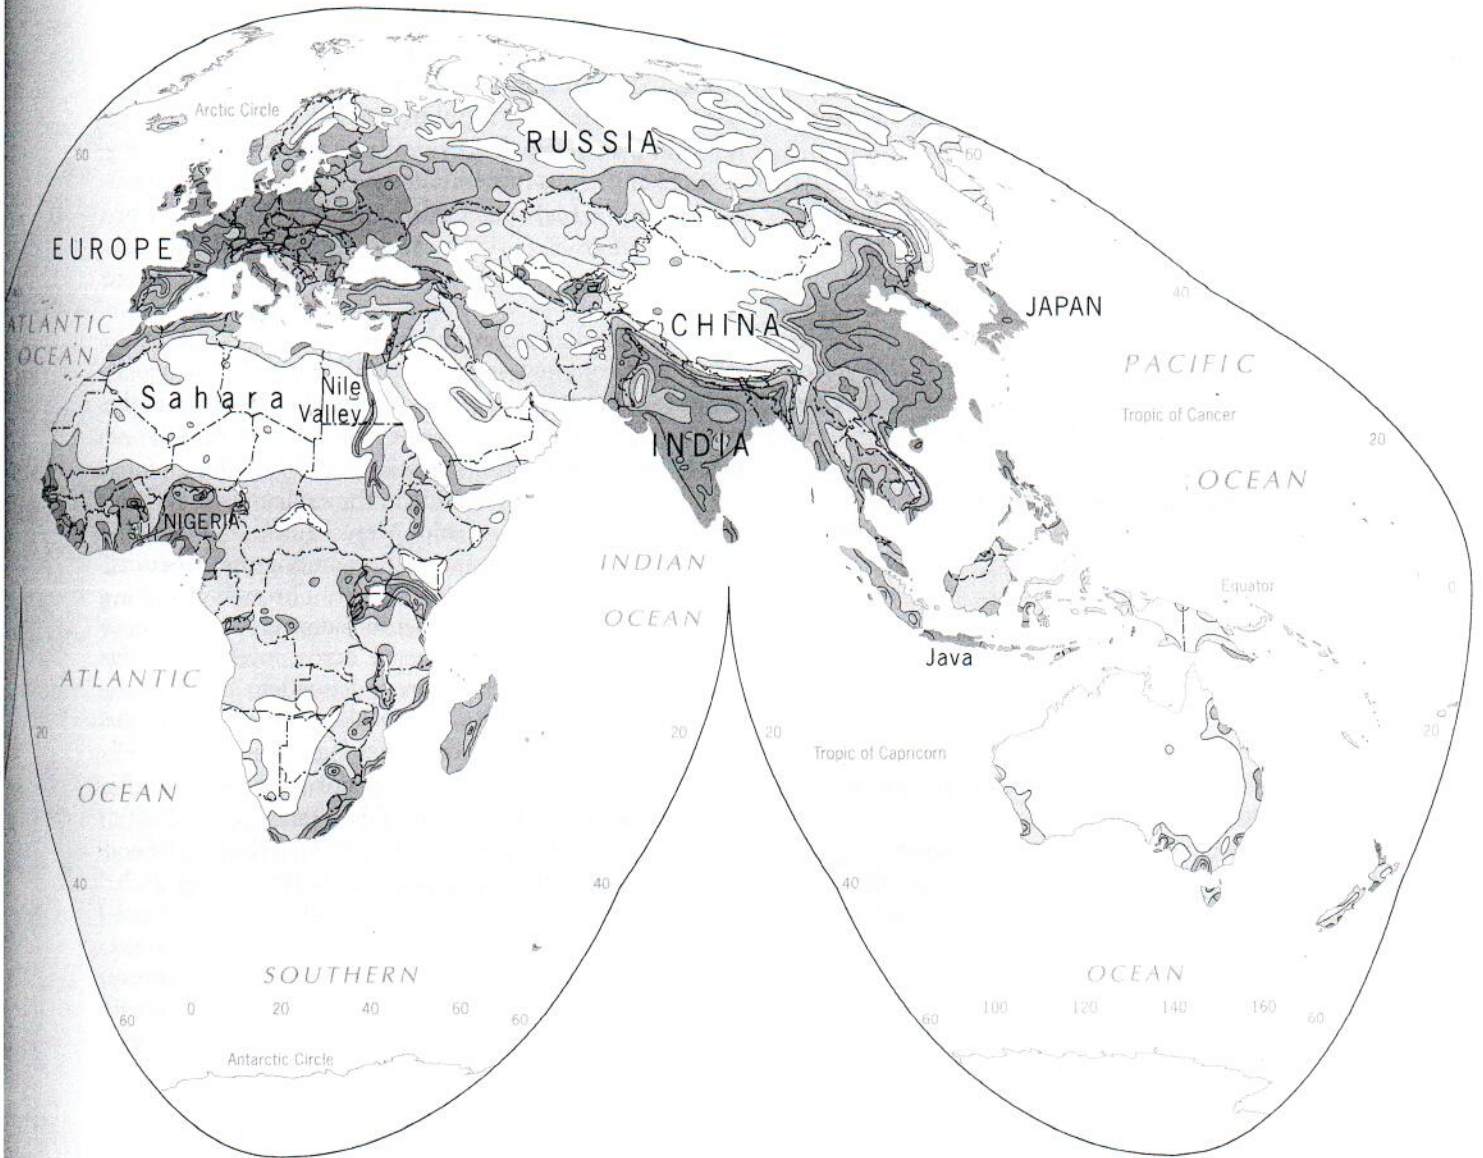 Arctic Circle
RUSSIA
60
60
EUROPE
40
JAPAN
ATLANTIC
OCEAN
CHINA
PACIFIC
Sahara
Nile
Valley
Tropic of Cancer
20
INDIA
OCEAN
NIGERIA
INDIAN
OCEAN
Equator
0
Java
ATLANTIC
20
20
20
20
Tropic of Capricorn
OCEAN
40
40
40
SOUTHERN
OCEAN
60
0
20
40
60
60
60
100
120
140
160
60
Antarctic Circle